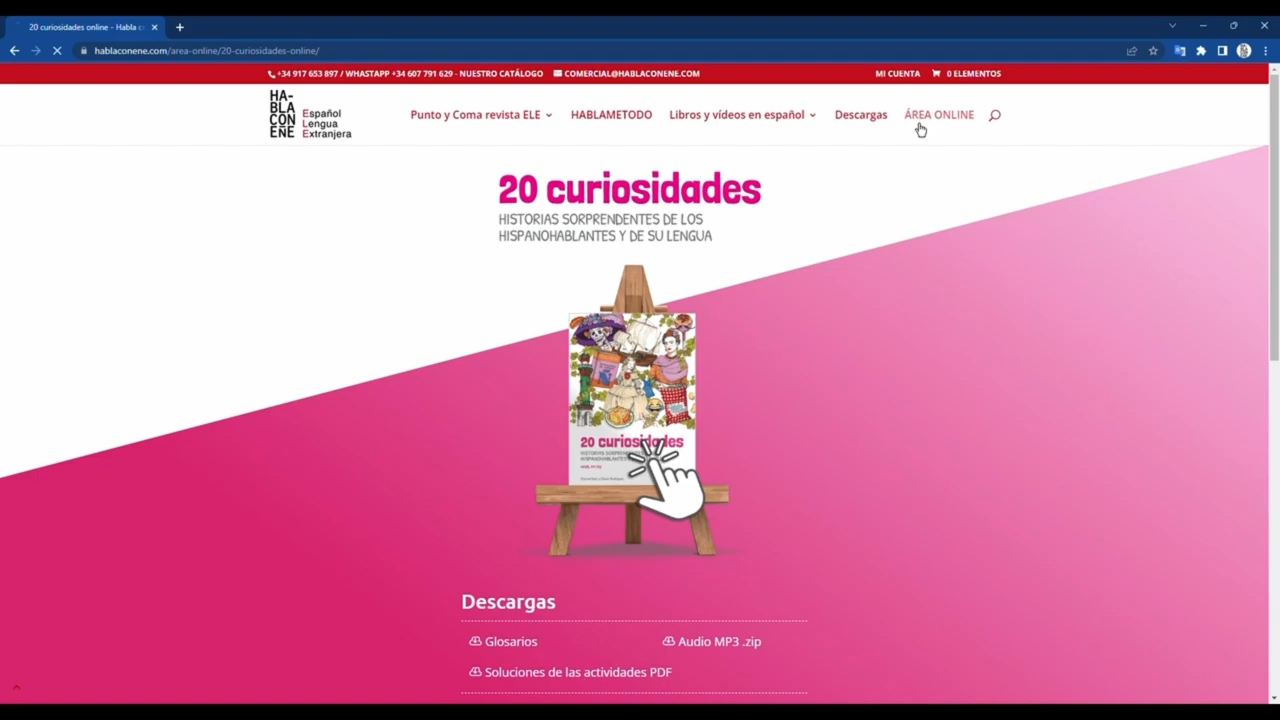 20 curiosidades online - Habla c
hablaconene.com/area-online/20-curiosidades-online/
+34 917 653 897 / WHASTAPP +34 607 791 629 - NUESTRO CATÁLOGO
COMERCIAL@HABLACONENE.COM
MI CUENTA
0 ELEMENTOS
HA-
BLA
CON
EÑE
Español
Lengua
Extranjera
Punto y Coma revista ELE
HABLAMETODO
Libros y vídeos en español
Descargas
ÁREA ONLINE
20 curiosidades
HISTORIAS SORPRENDENTES DE LOS
HISPANOHABLANTES Y DE SU LENGUA
20 curiosidades
Descargas
Glosarios
Audio MP3 .zip
Soluciones de las actividades PDF